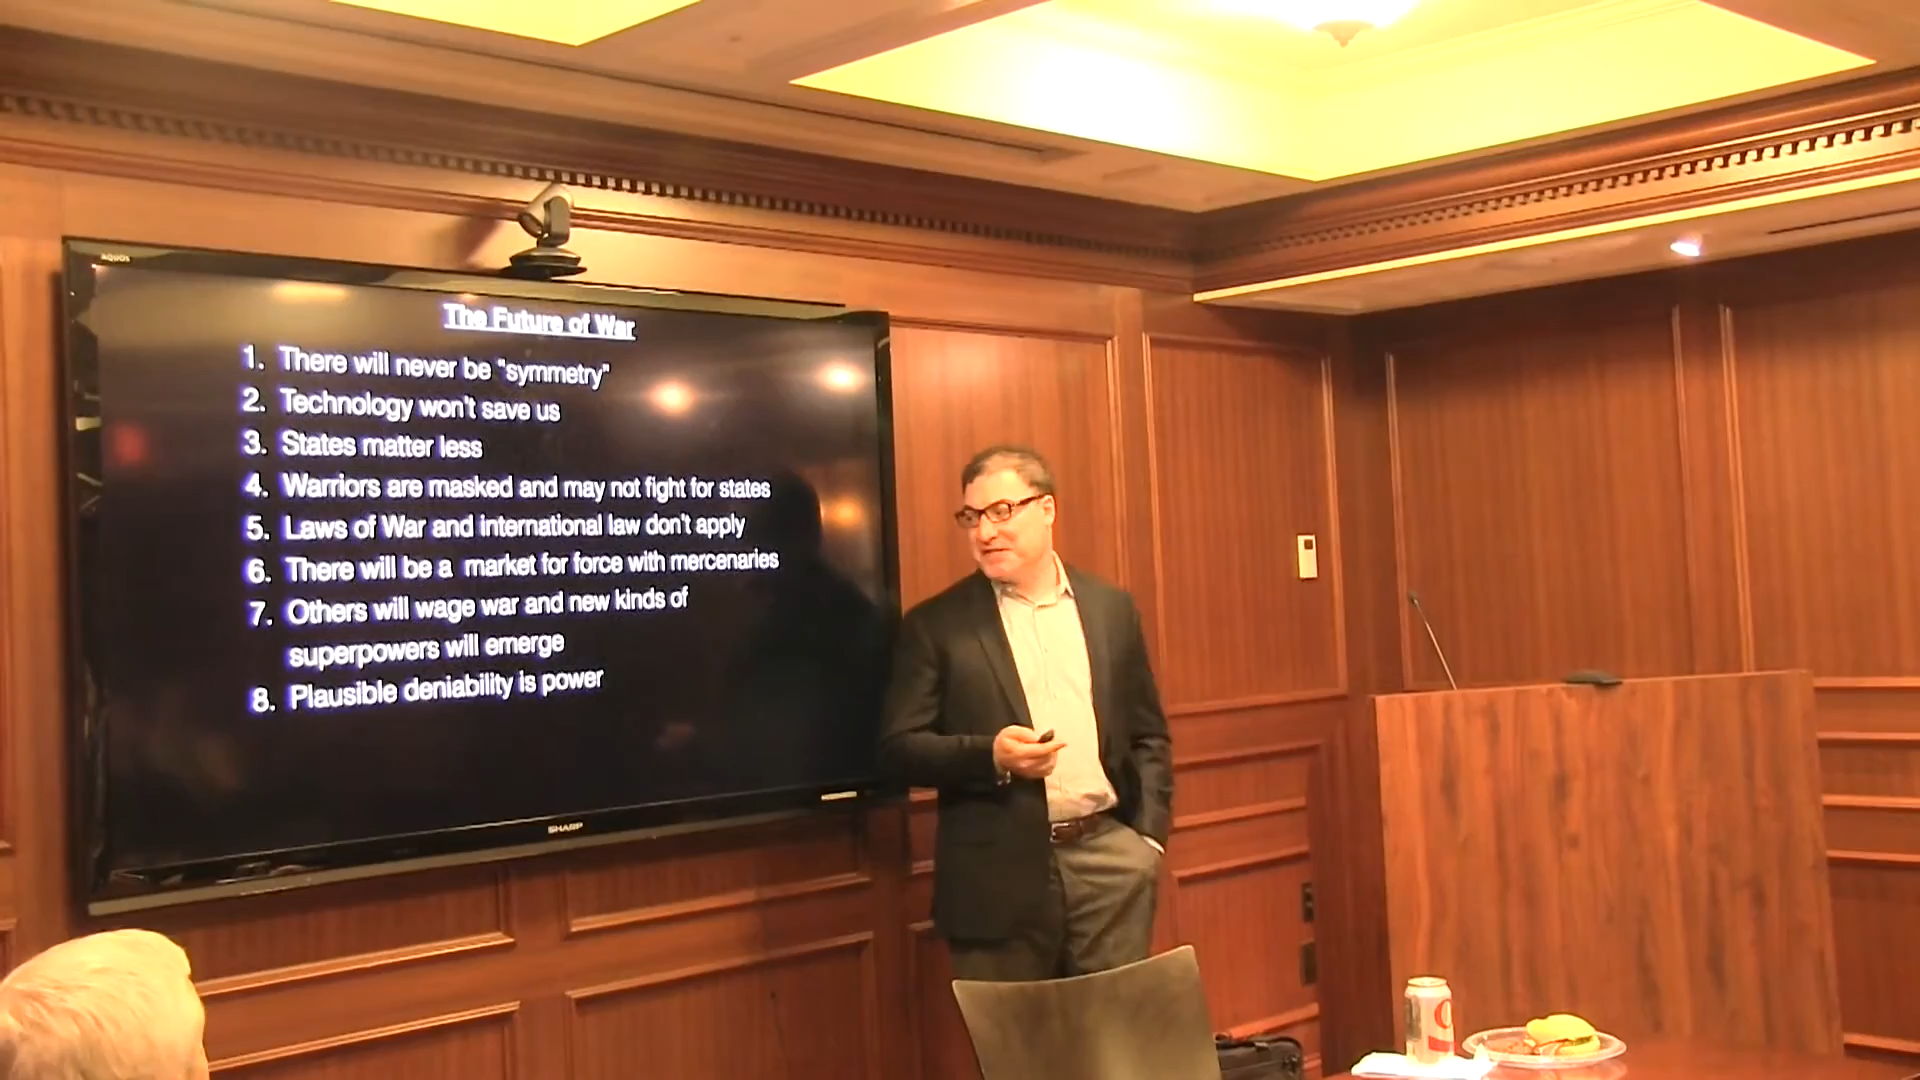 AQUOS
The Future of War
1. There will never be "symmetry"
2. Technology won't save us
3. States matter less
4. Warriors are masked and may not fight for states
5. Laws of War and international law don't apply
6. There will be a market for force with mercenaries
7. Others will wage war and new kinds of
superpowers will emerge
8. Plausible deniability is power
SHARP